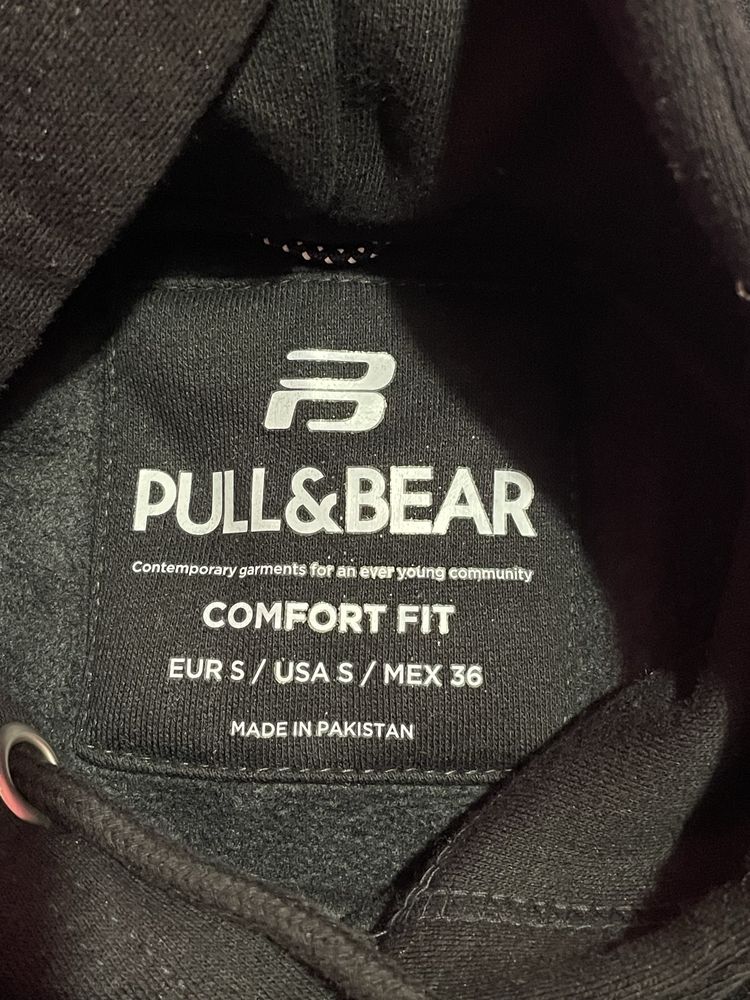 PULL&BEAR
Contemporary garments for an ever young community
COMFORT FIT
EUR S / USA S / MEX 36
MADE IN PAKISTAN